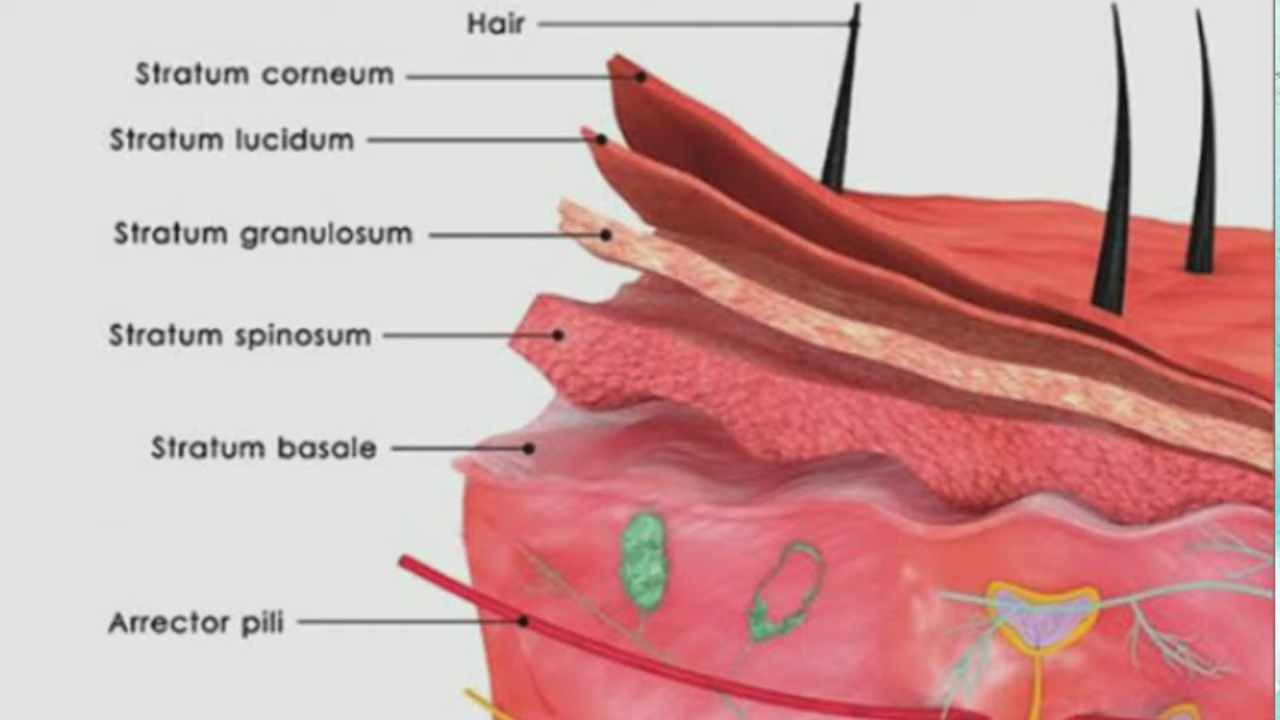 Hair
Stratum corneum
Stratum lucidum
Stratum granulosum
Stratum spinosum
Stratum basale
Arrector pili